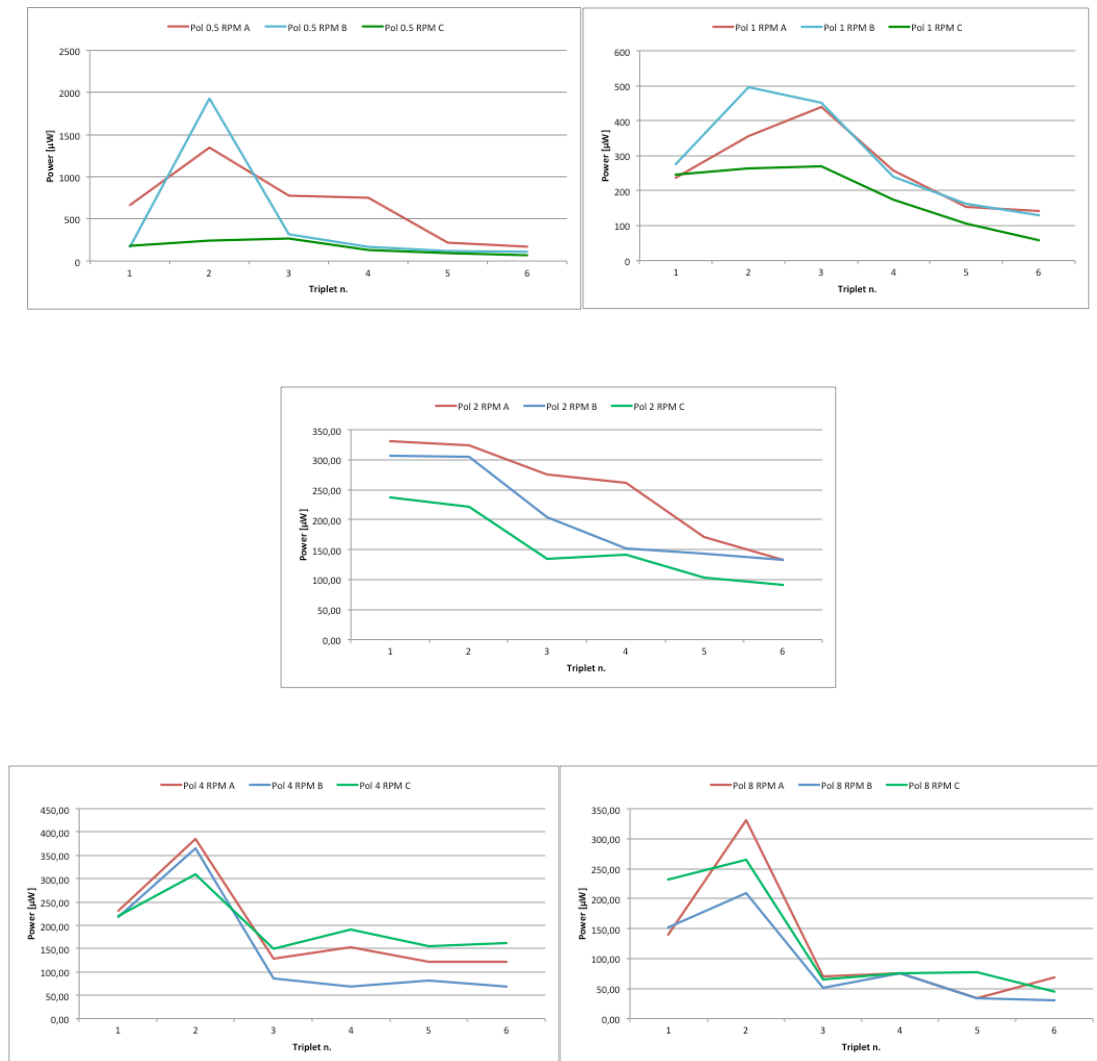 Pol 0.5 RPM A Pol 0.5 RPM B Pol 0.5 RPM C
2500
2000
1500
1000
500
0
Power [µW]
1 2 3 4 5 6
Triplet n.
Pol 1 RPM A Pol 1 RPM B Pol 1 RPM C
600
500
400
300
200
100
0
Power [µW]
1 2 3 4 5 6
Triplet n.
Pol 2 RPM A Pol 2 RPM B Pol 2 RPM C
350,00
300,00
250,00
200,00
150,00
100,00
50,00
0,00
Power [µW]
1 2 3 4 5 6
Triplet n.
Pol 4 RPM A Pol 4 RPM B Pol 4 RPM C
450,00
400,00
350,00
300,00
250,00
200,00
150,00
100,00
50,00
0,00
Power [µW]
1 2 3 4 5 6
Triplet n.
Pol 8 RPM A Pol 8 RPM B Pol 8 RPM C
350,00
300,00
250,00
200,00
150,00
100,00
50,00
0,00
Power [µW]
1 2 3 4 5 6
Triplet n.